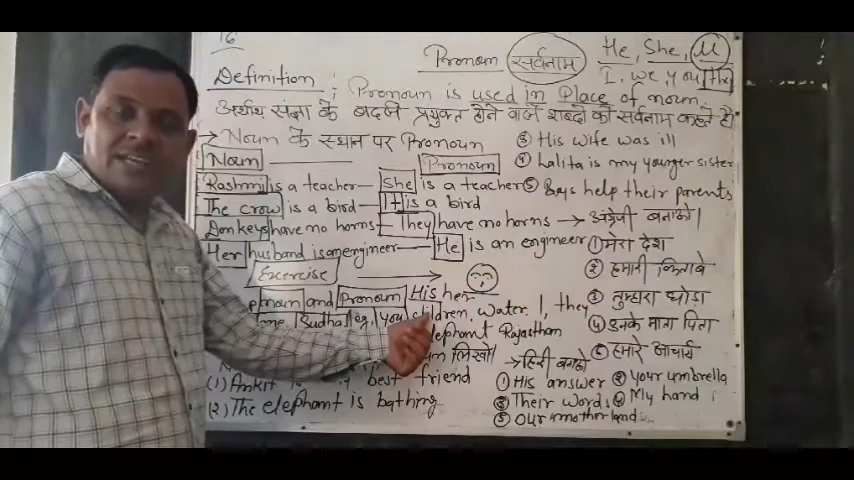 16
Pronoun सर्वनाम
He, She, It
I, we, you, They
Definition : Pronoun is used in Place of noun.
अर्थात संज्ञा के बदले प्रयुक्त होने वाले शब्दों को सर्वनाम कहते है।
→ Noun के स्थान पर Pronoun
Noun Pronoun
Rashmi is a teacher — She is a teacher
The crow is a bird — It is a bird
Donkeys have no horns — They have no horns
Her husband is an engineer — He is an engineer
Exercise
noun and Pronoun His her
Sudha you children, water, I, they
elephant Rajasthan
लिखो
(1) Ankit best friend
(2) The elephant is bathing
③ His wife was ill
④ Lalita is my younger sister
⑤ Boys help their parents
→ अंग्रेजी बनाओ।
① मेरा देश
② हमारी किताबे
③ तुम्हारा घोड़ा
④ उनके माता पिता
हमारे आचार्य
→ हिन्दी बनाओ
① His answer your umbrella
Their words My hand
⑤ Our motherland